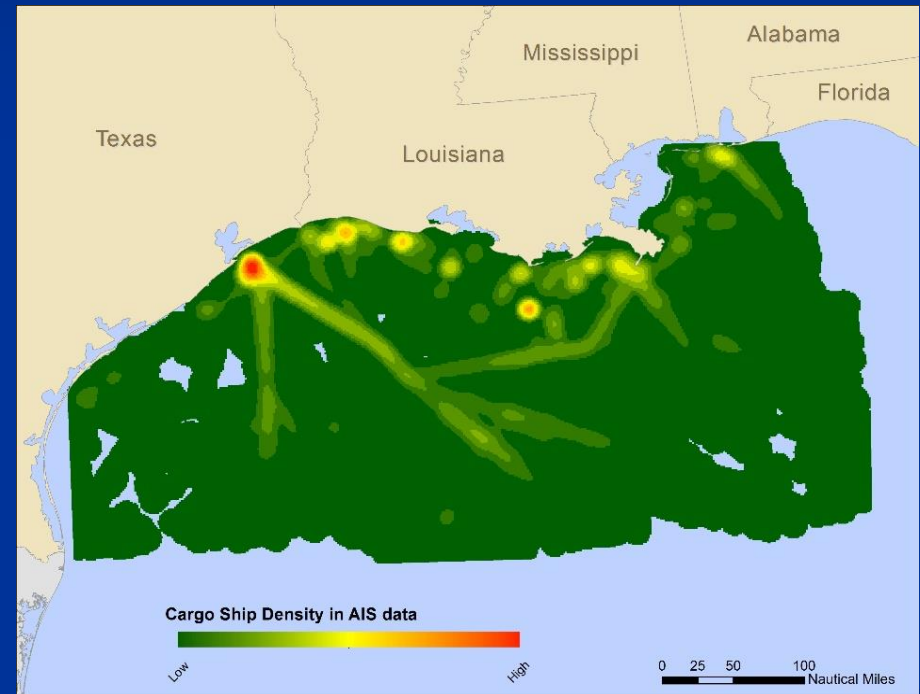 Alabama
Mississippi
Florida
Texas
Louisiana
Cargo Ship Density in AIS data
Low
High
0 25 50 100
Nautical Miles